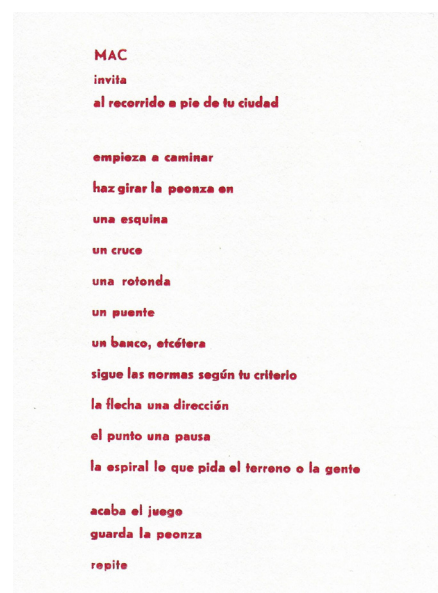 MAC
invita
al recorrido a pie de tu ciudad
empieza a caminar
haz girar la peonza en
una esquina
un cruce
una rotonda
un puente
un banco, etcétera
sigue las normas según tu criterio
la flecha una dirección
el punto una pausa
la espiral lo que pida el terreno o la gente
acaba el juego
guarda la peonza
repite